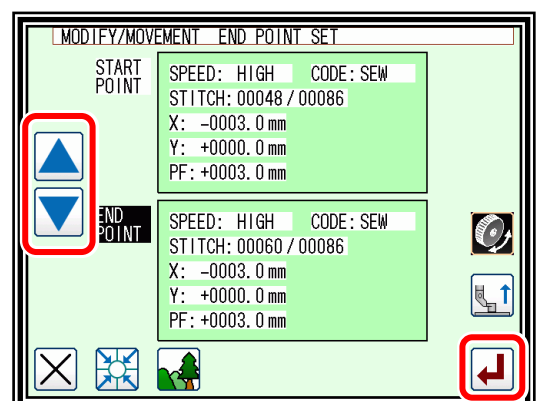 MODIFY/MOVEMENT END POINT SET
START
POINT
SPEED: HIGH CODE: SEW
STITCH: 00048 / 00086
X: -0003.0 mm
Y: +0000.0 mm
PF: +0003.0 mm
END
POINT
SPEED: HIGH CODE: SEW
STITCH: 00060 / 00086
X: -0003.0 mm
Y: +0000.0 mm
PF: +0003.0 mm